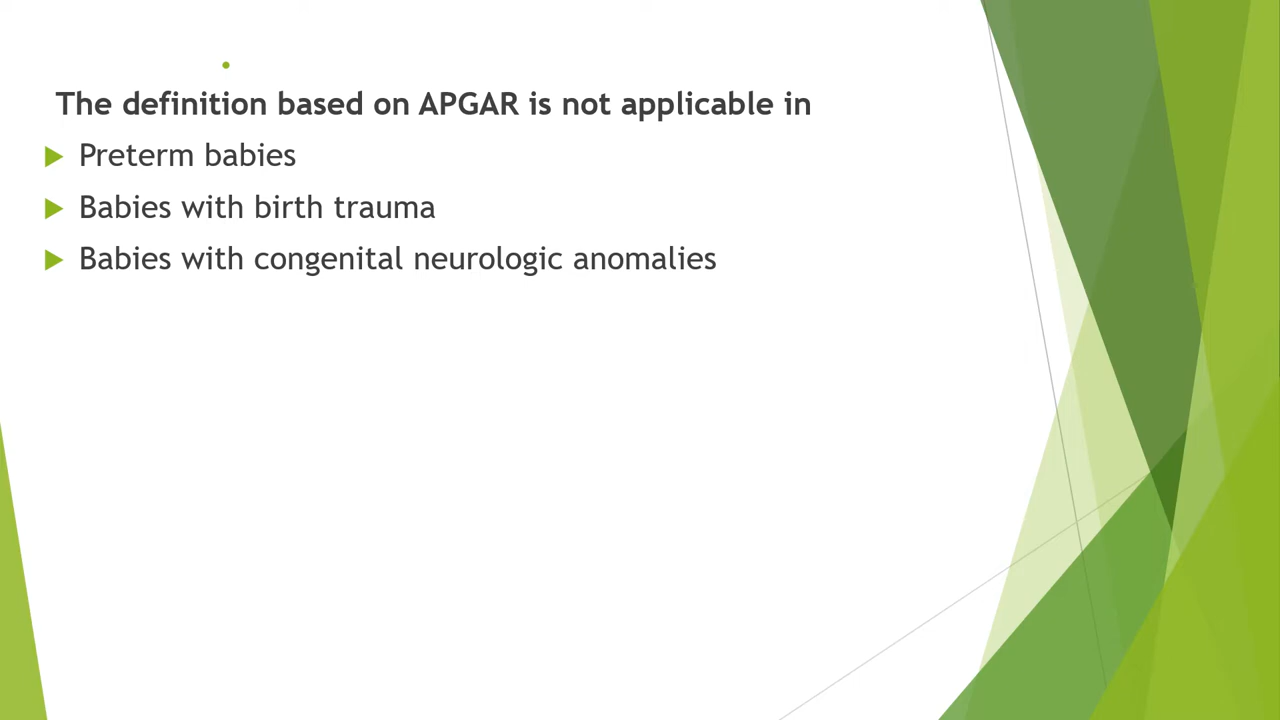 The definition based on APGAR is not applicable in
Preterm babies
Babies with birth trauma
Babies with congenital neurologic anomalies